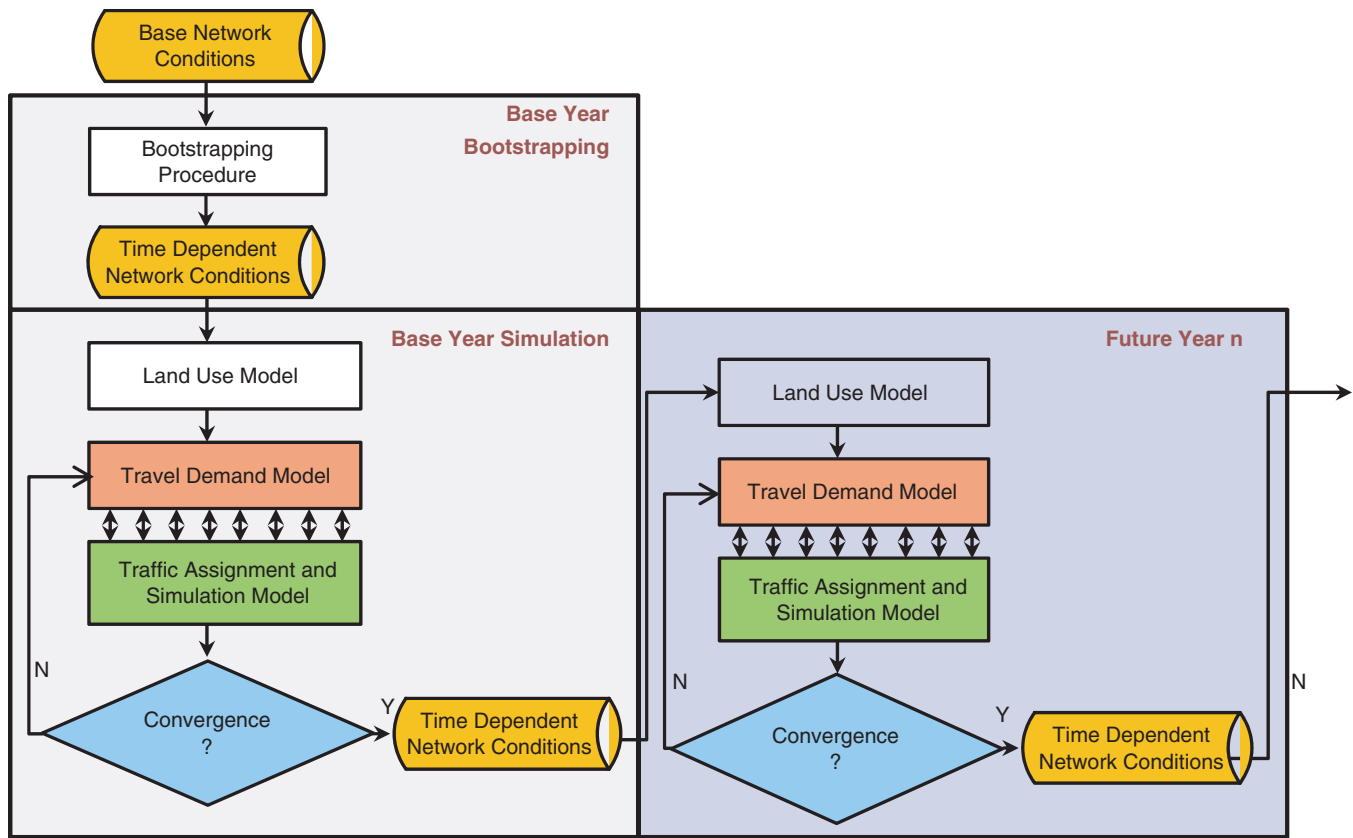 Base Network
Conditions
Base Year
Bootstrapping
Bootstrapping
Procedure
Time Dependent
Network Conditions
Base Year Simulation
Land Use Model
Travel Demand Model
Traffic Assignment and
Simulation Model
N
Convergence
?
Y
Time Dependent
Network Conditions
Future Year n
Land Use Model
Travel Demand Model
Traffic Assignment and
Simulation Model
N
Convergence
?
Y
Time Dependent
Network Conditions
N